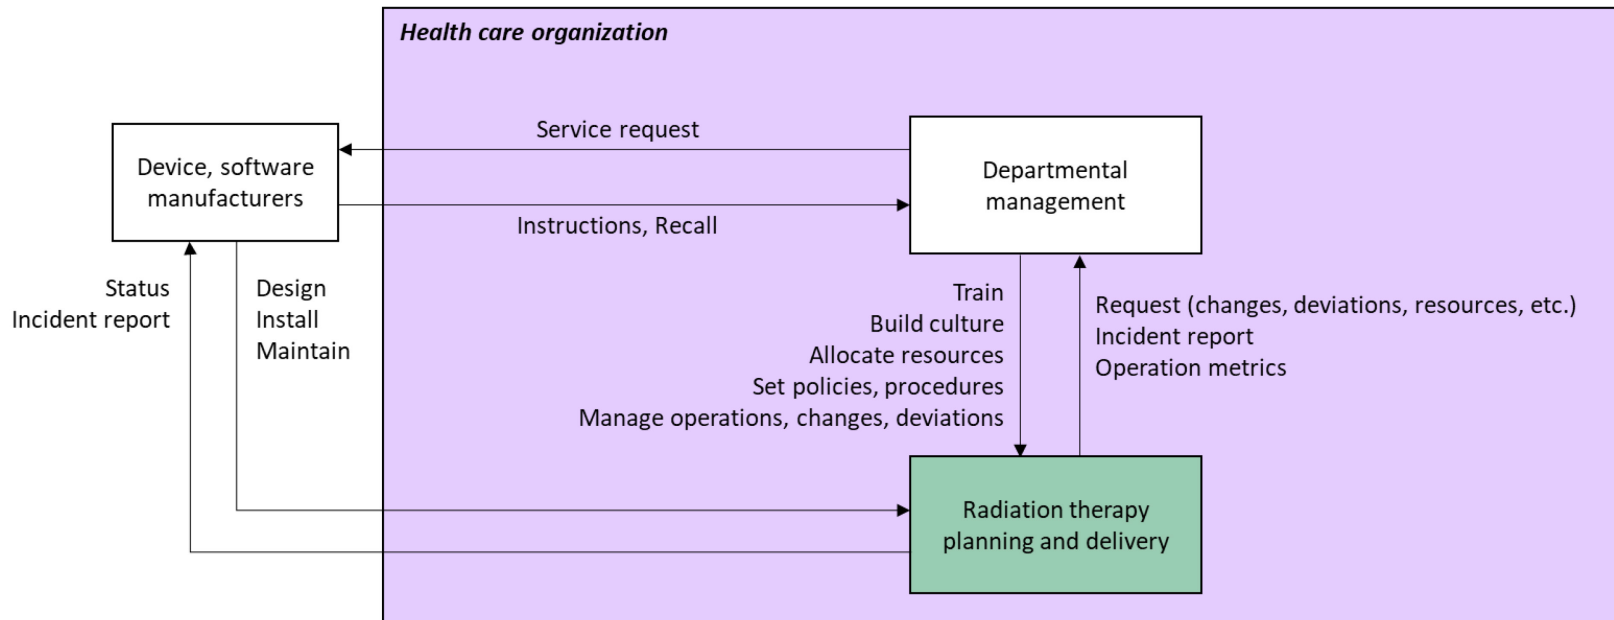 Health care organization
Service request
Device, software
manufacturers
Departmental
management
Instructions, Recall
Status
Incident report
Design
Install
Maintain
Train
Build culture
Allocate resources
Set policies, procedures
Manage operations, changes, deviations
Request (changes, deviations, resources, etc.)
Incident report
Operation metrics
Radiation therapy
planning and delivery